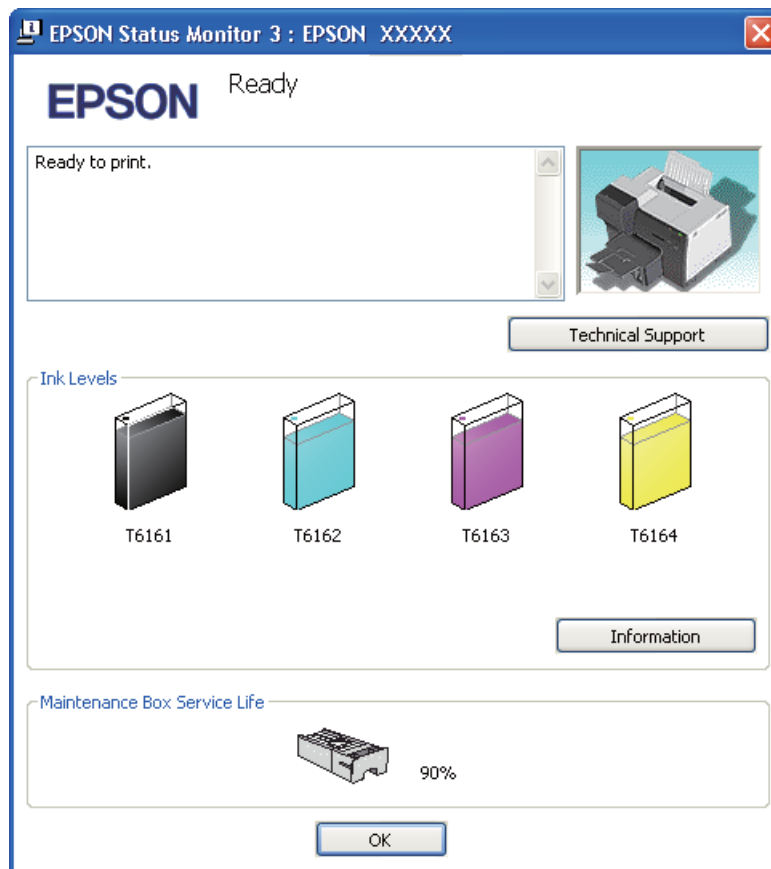 EPSON Status Monitor 3 : EPSON XXXXX
EPSON
Ready
Ready to print.
Technical Support
Ink Levels
T6161
T6162
T6163
T6164
Information
Maintenance Box Service Life
90%
OK